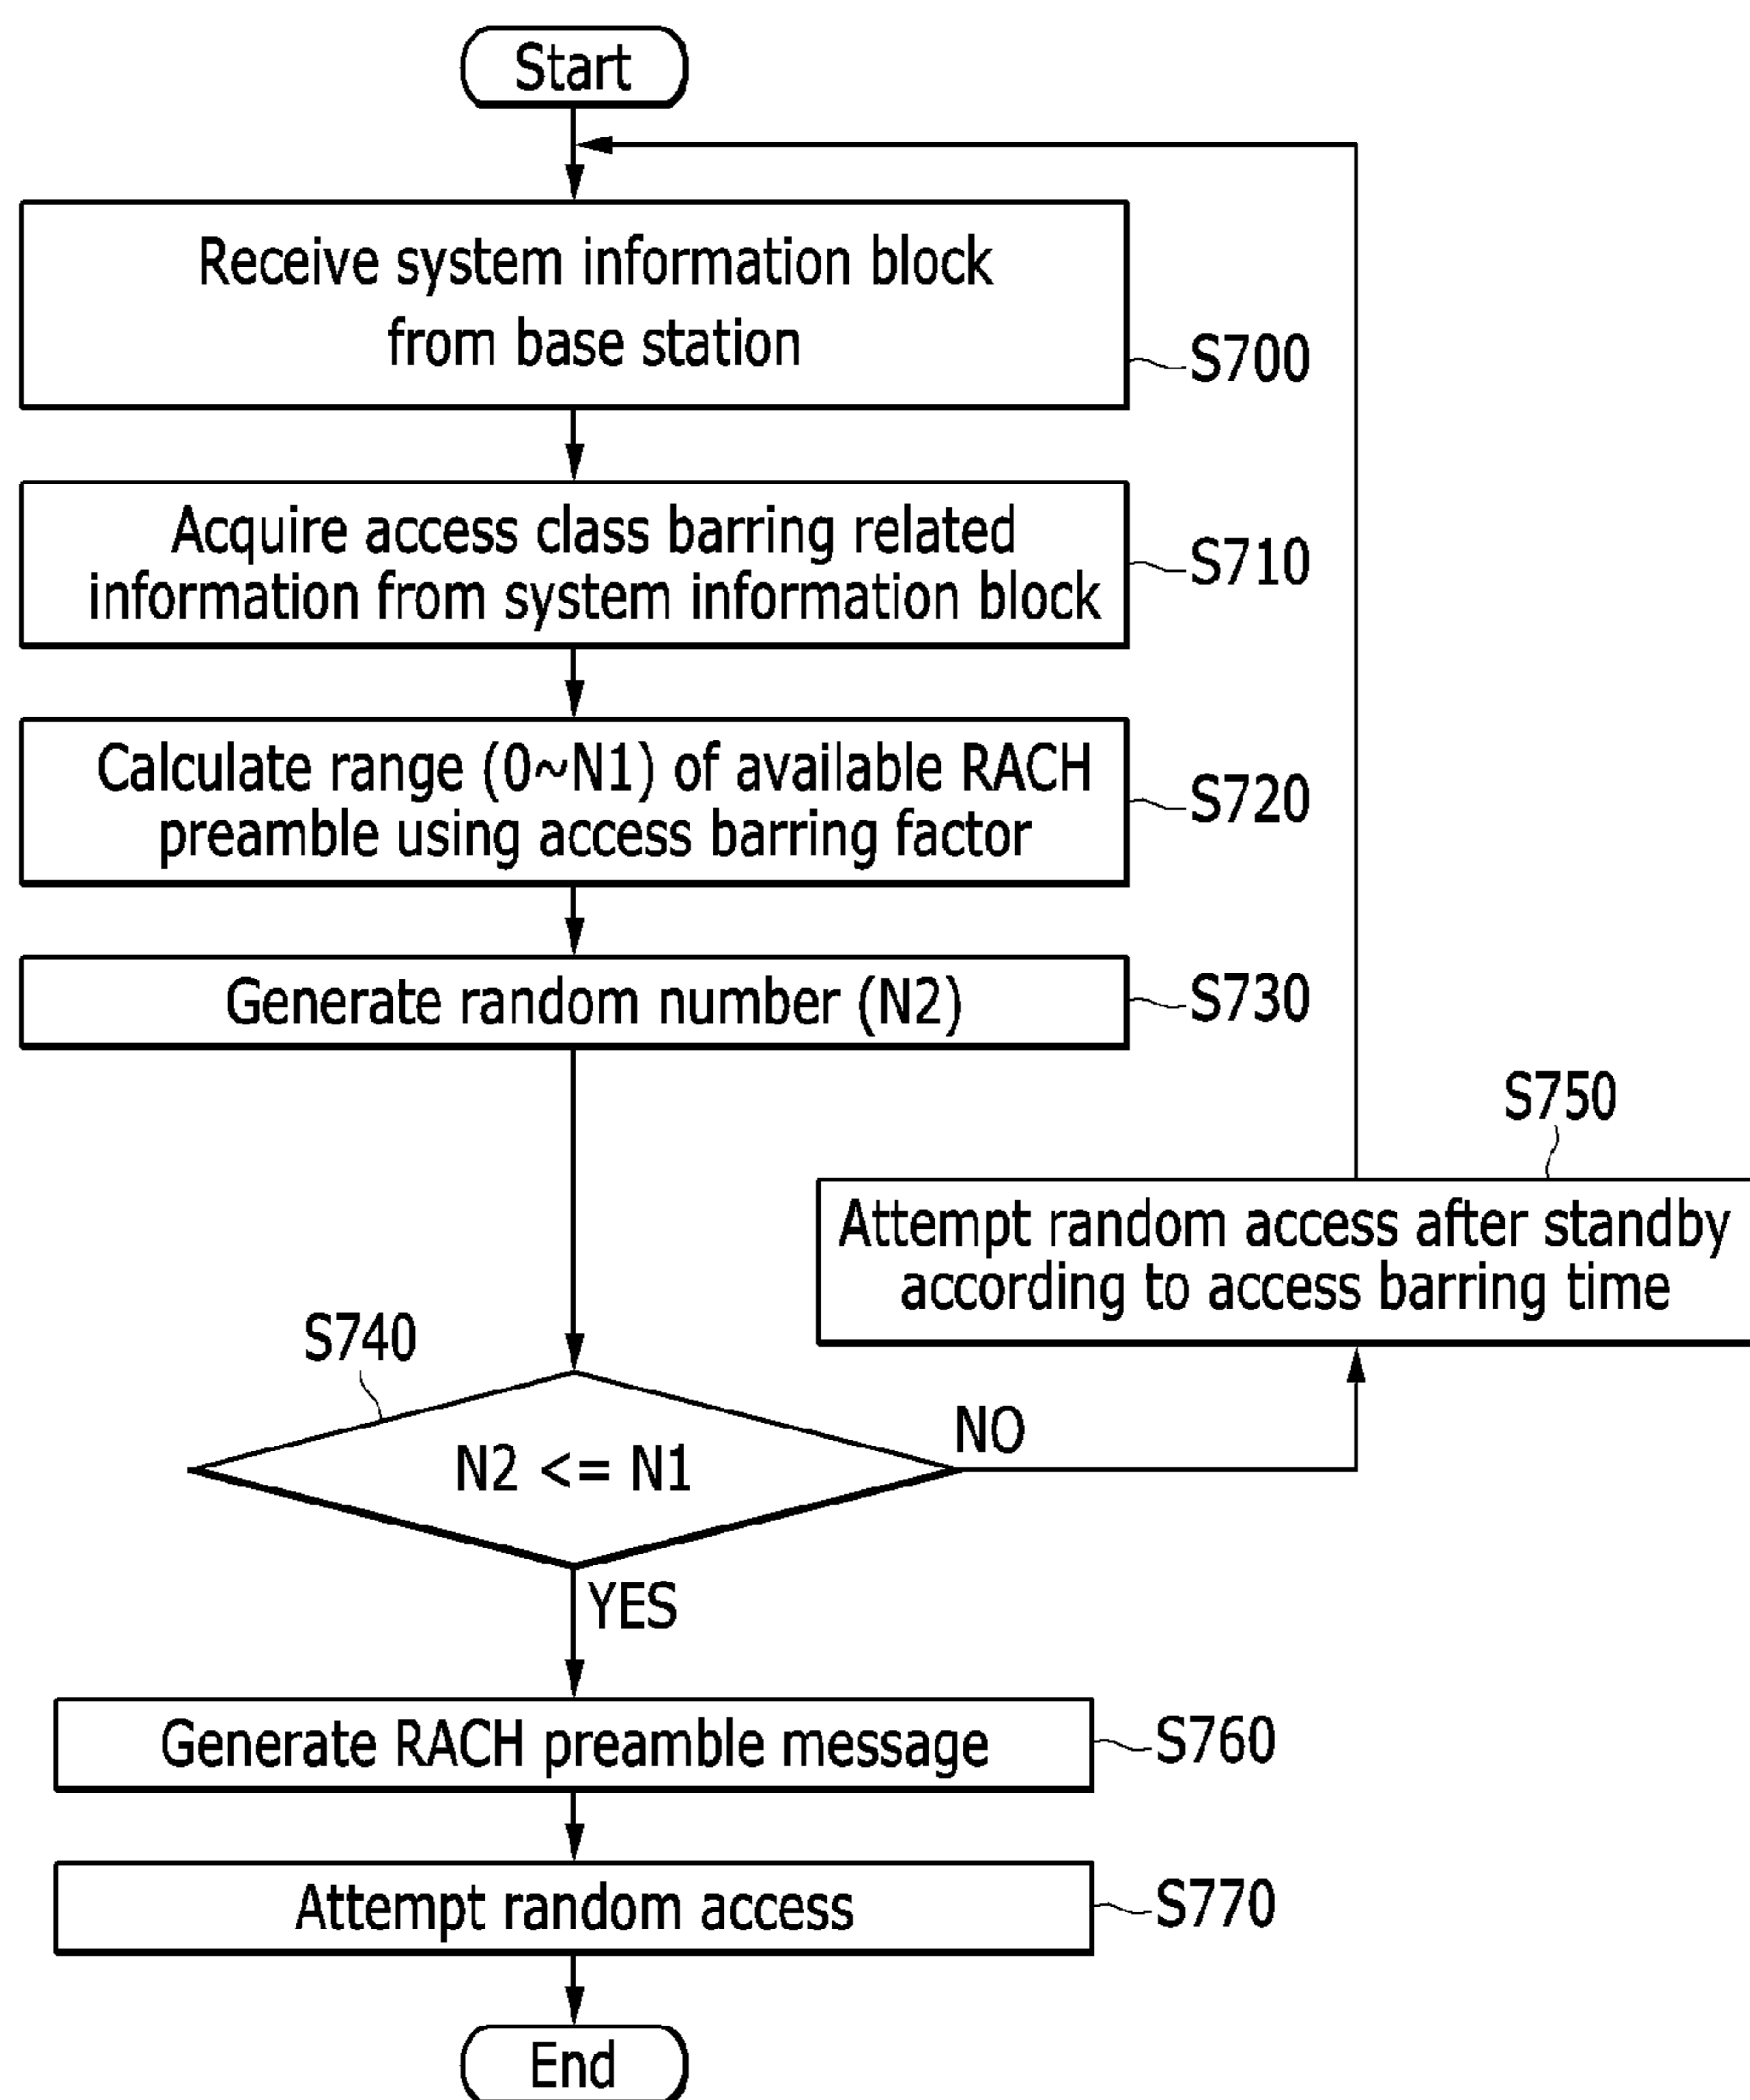 Start
Receive system information block
from base station
S700
Acquire access class barring related
information from system information block
S710
Calculate range (0~N1) of available RACH
preamble using access barring factor
S720
Generate random number (N2)
S730
S750
Attempt random access after standby
according to access barring time
S740
N2 <= N1
NO
YES
Generate RACH preamble message
S760
Attempt random access
S770
End